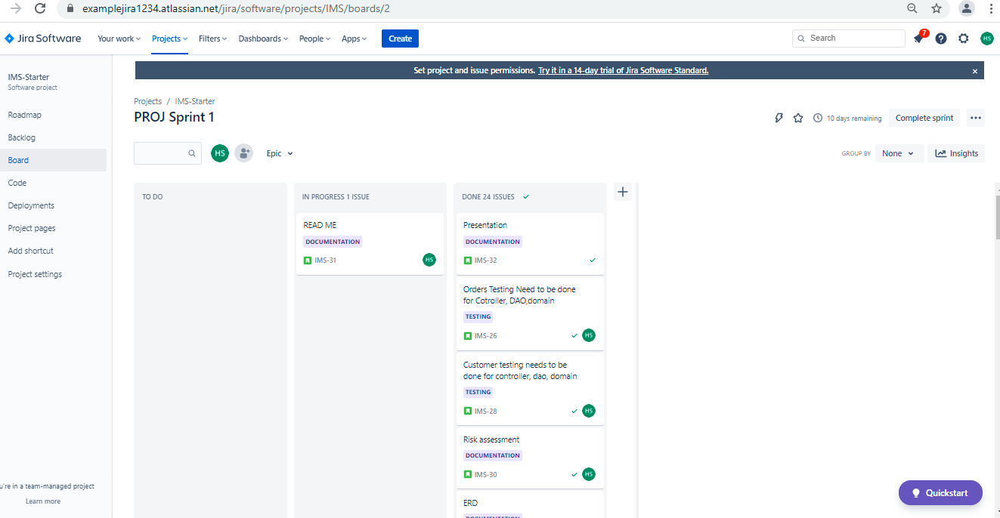 examplejira1234.atlassian.net/jira/software/projects/IMS/boards/2
Jira Software Your work Projects Filters Dashboards People Apps Create Search 7 HS
IMS-Starter
Software project
Roadmap
Backlog
Board
Code
Deployments
Project pages
Add shortcut
Project settings
u're in a team-managed project
Learn more
Set project and issue permissions. Try it in a 14-day trial of Jira Software Standard.
Projects / IMS-Starter
PROJ Sprint 1
10 days remaining Complete sprint
HS Epic GROUP BY None Insights
TO DO
IN PROGRESS 1 ISSUE
READ ME
DOCUMENTATION
IMS-31 HS
DONE 24 ISSUES
Presentation
DOCUMENTATION
IMS-32
Orders Testing Need to be done
for Cotroller, DAO,domain
TESTING
IMS-26 HS
Customer testing needs to be
done for controller, dao, domain
TESTING
IMS-28 HS
Risk assessment
DOCUMENTATION
IMS-30 HS
ERD
DOCUMENTATION
Quickstart